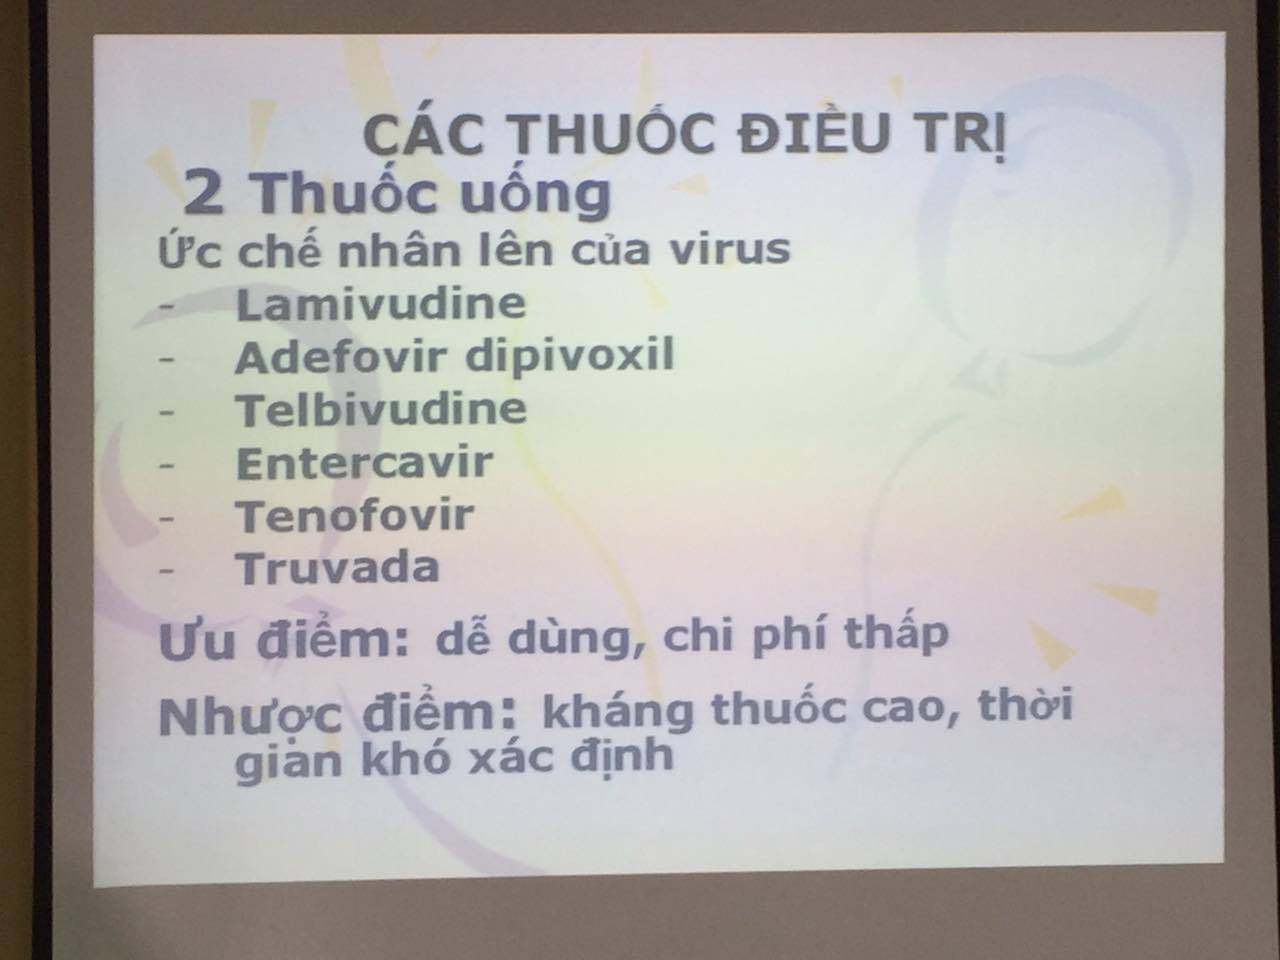 CÁC THUỐC ĐIỀU TRỊ
2 Thuốc uống
Ức chế nhân lên của virus
- Lamivudine
- Adefovir dipivoxil
- Telbivudine
- Entercavir
- Tenofovir
- Truvada
Ưu điểm: dễ dùng, chi phí thấp
Nhược điểm: kháng thuốc cao, thời
gian khó xác định